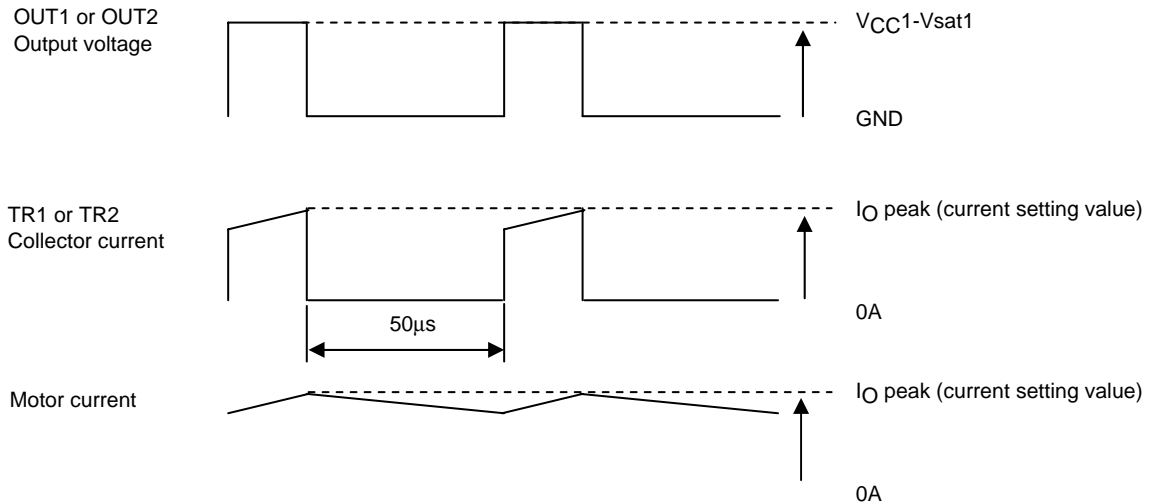 OUT1 or OUT2
Output voltage
VCC1-Vsat1
GND
TR1 or TR2
Collector current
IO peak (current setting value)
0A
50μs
Motor current
IO peak (current setting value)
0A